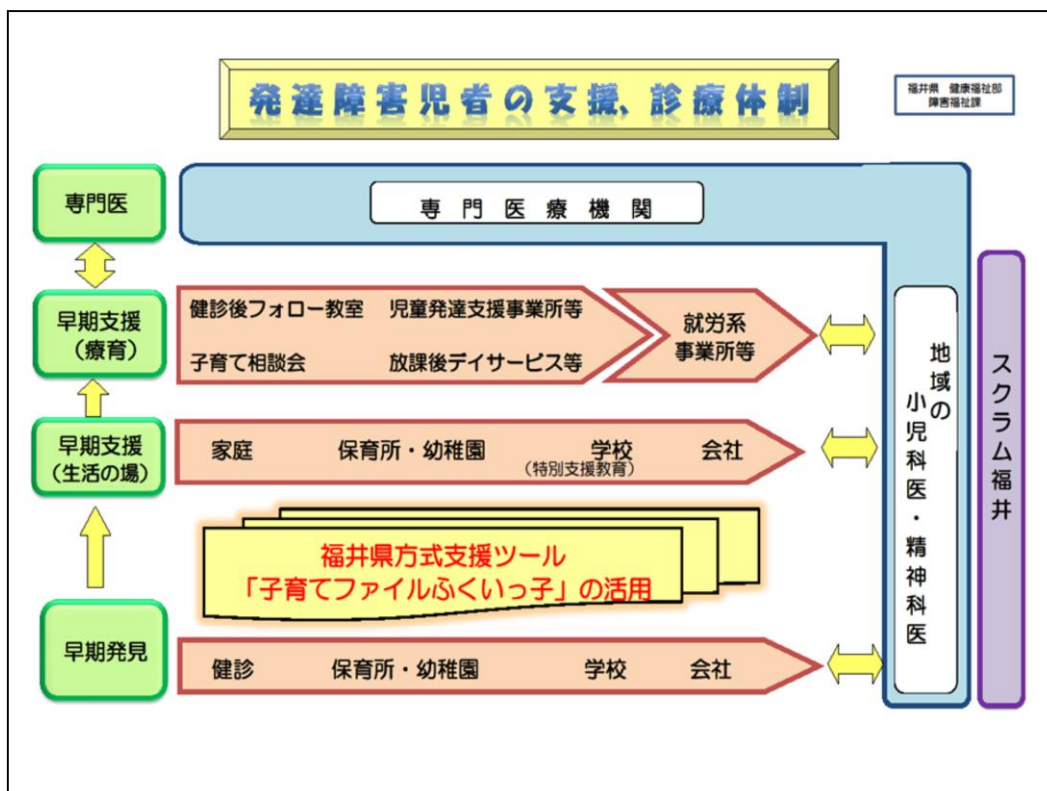 発達障害児者の支援、診療体制
福井県　健康福祉部
障害福祉課
専門医
専門医療機関
早期支援
（療育）
健診後フォロー教室　児童発達支援事業所等
子育て相談会　放課後デイサービス等
就労系
事業所等
早期支援
（生活の場）
家庭　保育所・幼稚園　学校　会社
（特別支援教育）
福井県方式支援ツール
「子育てファイルふくいっ子」の活用
早期発見
健診　保育所・幼稚園　学校　会社
地域の
小児科医・精神科医
スクラム福井